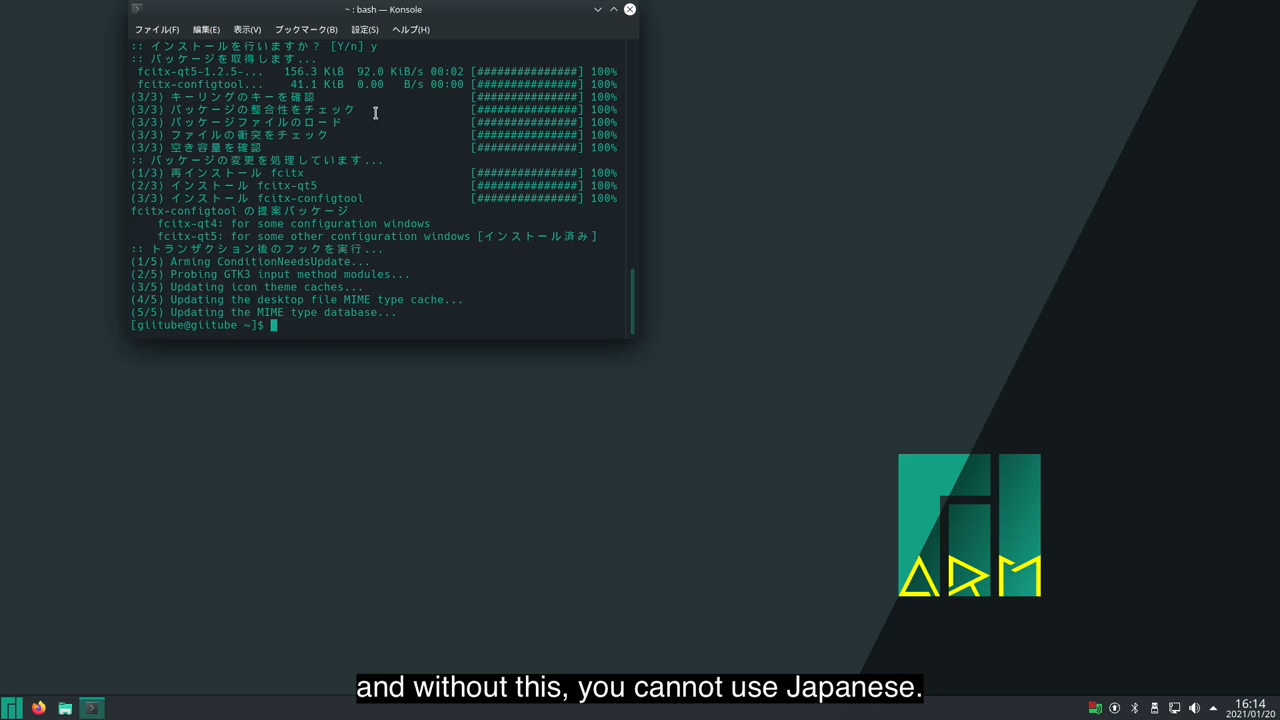 ~ : bash — Konsole
ファイル(F) 編集(E) 表示(V) ブックマーク(B) 設定(S) ヘルプ(H)
:: インストールを行いますか？ [Y/n] y
:: パッケージを取得します...
fcitx-qt5-1.2.5-... 156.3 KiB 92.0 KiB/s 00:02 [###############] 100%
fcitx-configtool... 41.1 KiB 0.00 B/s 00:00 [###############] 100%
(3/3) キーリングのキーを確認 [###############] 100%
(3/3) パッケージの整合性をチェック [###############] 100%
(3/3) パッケージファイルのロード [###############] 100%
(3/3) ファイルの衝突をチェック [###############] 100%
(3/3) 空き容量を確認 [###############] 100%
:: パッケージの変更を処理しています...
(1/3) 再インストール fcitx [###############] 100%
(2/3) インストール fcitx-qt5 [###############] 100%
(3/3) インストール fcitx-configtool [###############] 100%
fcitx-configtool の提案パッケージ
fcitx-qt4: for some configuration windows
fcitx-qt5: for some other configuration windows [インストール済み]
:: トランザクション後のフックを実行...
(1/5) Arming ConditionNeedsUpdate...
(2/5) Probing GTK3 input method modules...
(3/5) Updating icon theme caches...
(4/5) Updating the desktop file MIME type cache...
(5/5) Updating the MIME type database...
[giitube@giitube ~]$
ARM
and without this, you cannot use Japanese.
16:14
2021/01/20